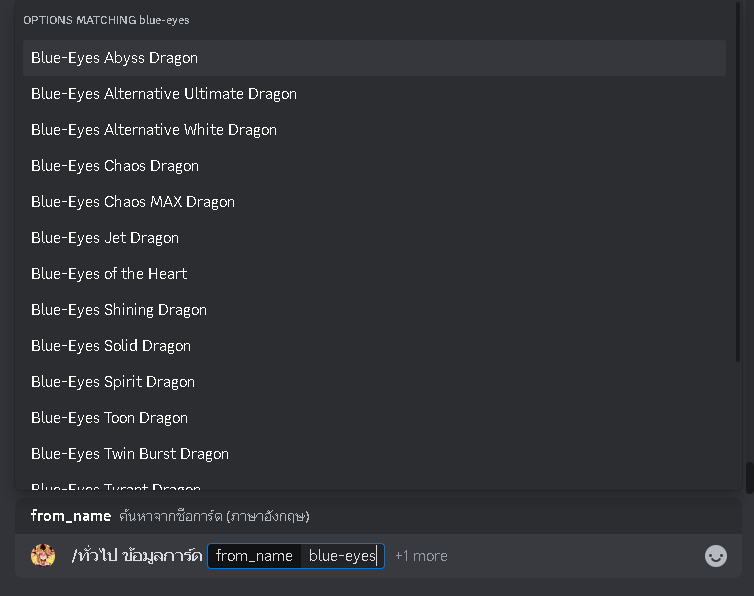 OPTIONS MATCHING blue-eyes
Blue-Eyes Abyss Dragon
Blue-Eyes Alternative Ultimate Dragon
Blue-Eyes Alternative White Dragon
Blue-Eyes Chaos Dragon
Blue-Eyes Chaos MAX Dragon
Blue-Eyes Jet Dragon
Blue-Eyes of the Heart
Blue-Eyes Shining Dragon
Blue-Eyes Solid Dragon
Blue-Eyes Spirit Dragon
Blue-Eyes Toon Dragon
Blue-Eyes Twin Burst Dragon
Blue-Eyes Tyrant Dragon
from_name ค้นหาจากชื่อการ์ด (ภาษาอังกฤษ)
/ทั่วไป ข้อมูลการ์ด from_name blue-eyes +1 more